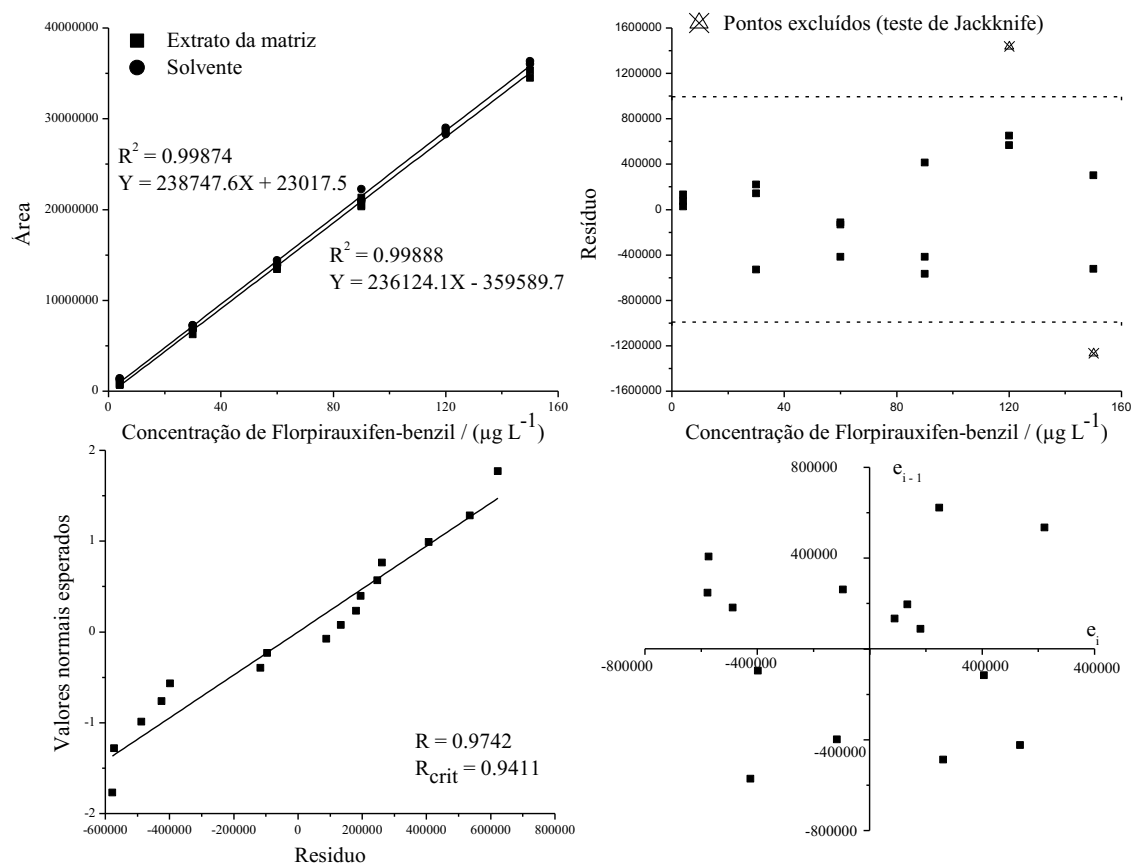 40000000
30000000
20000000
10000000
0
Área
Extrato da matriz
Solvente
R² = 0.99874
Y = 238747.6X + 23017.5
R² = 0.99888
Y = 236124.1X - 359589.7
0 40 80 120 160
Concentração de Florpirauxifen-benzil / (µg L⁻¹)
Pontos excluídos (teste de Jackknife)
1600000
1200000
800000
400000
0
-400000
-800000
-1200000
-1600000
Resíduo
0 40 80 120 160
Concentração de Florpirauxifen-benzil / (µg L⁻¹)
2
1
0
-1
-2
Valores normais esperados
R = 0.9742
Rcrit = 0.9411
-600000 -400000 -200000 0 200000 400000 600000 800000
Resíduo
800000
e i - 1
400000
e i
-800000 -400000 400000 400000
-400000
-800000